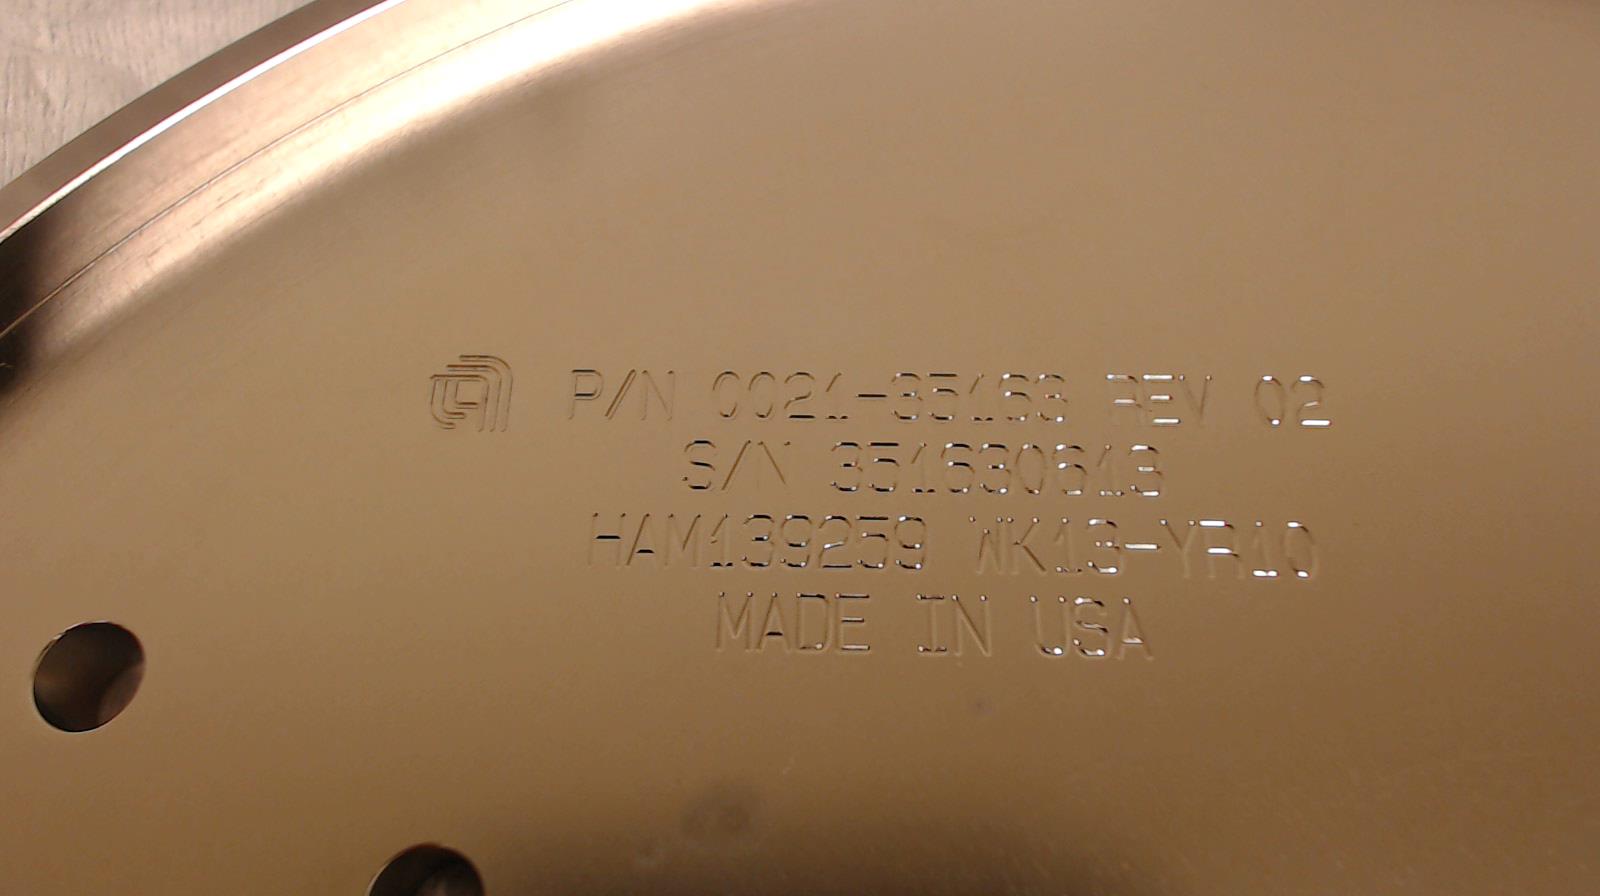 P/N 0021-35163 REV 02
S/N 351630613
HAM139259 WK13-YR10
MADE IN USA